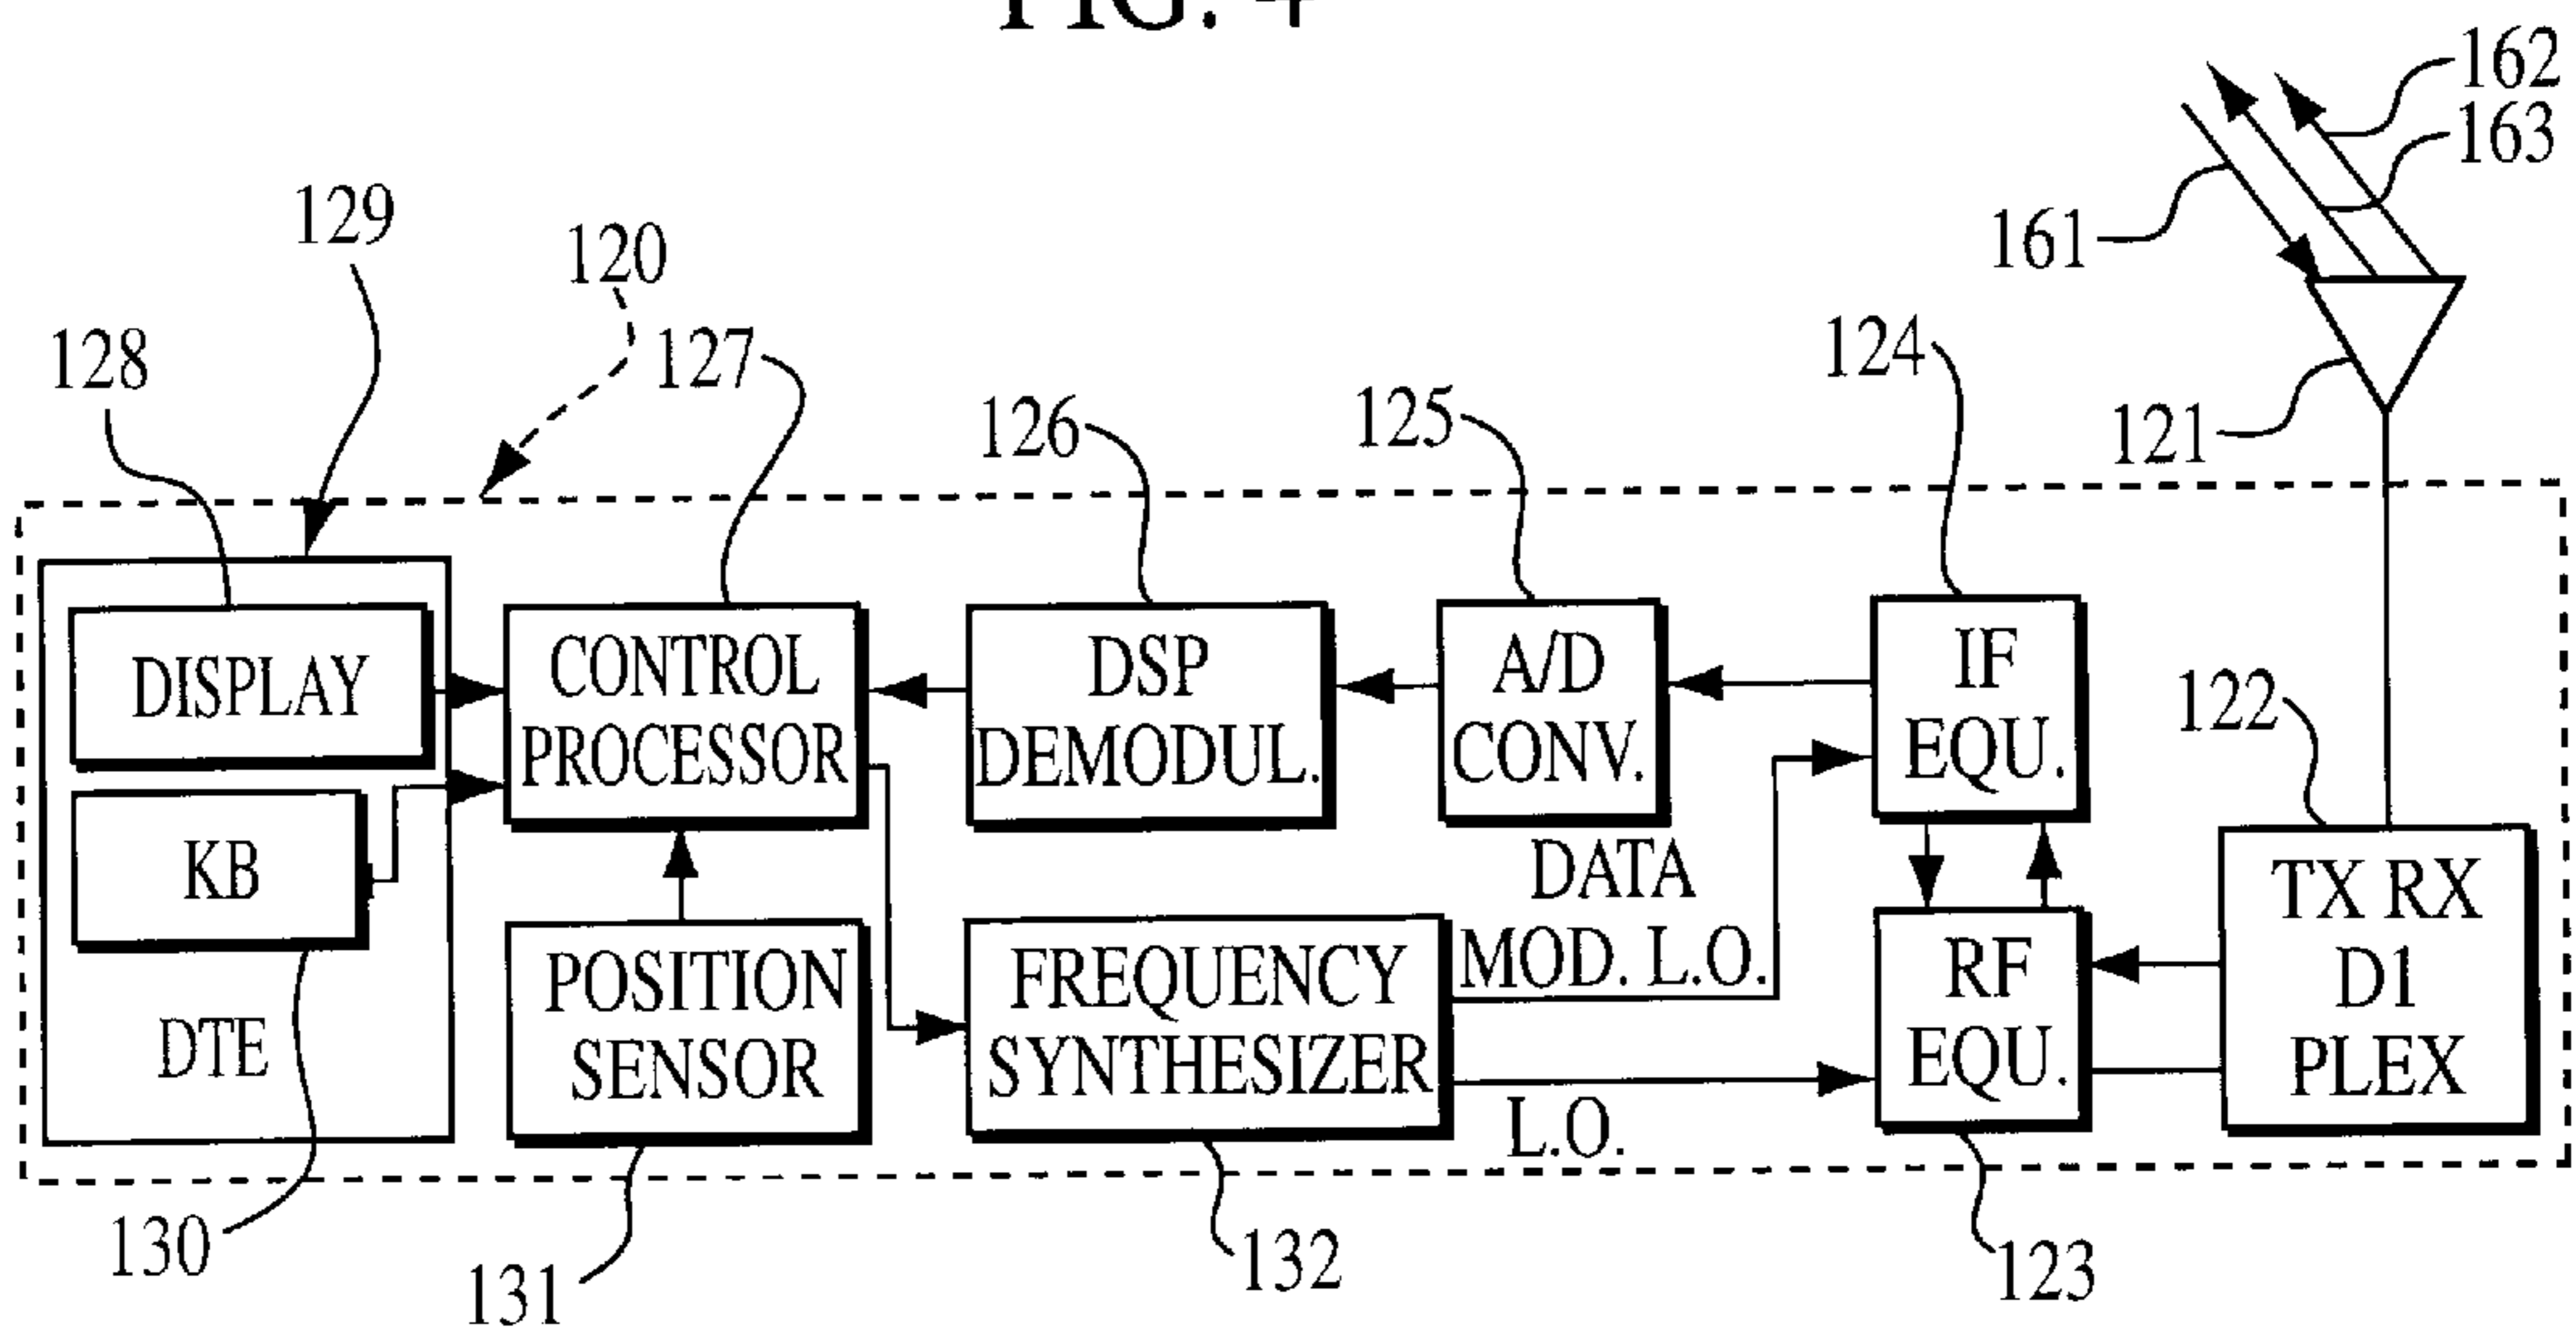 FIG. 4
162
163
161
121
129
120
128
127
126
125
124
122
DISPLAY
CONTROL
PROCESSOR
DSP
DEMODUL.
A/D
CONV.
IF
EQU.
KB
DTE
POSITION
SENSOR
FREQUENCY
SYNTHESIZER
DATA
MOD. L.O.
L.O.
RF
EQU.
TX RX
D1
PLEX
130
131
132
123